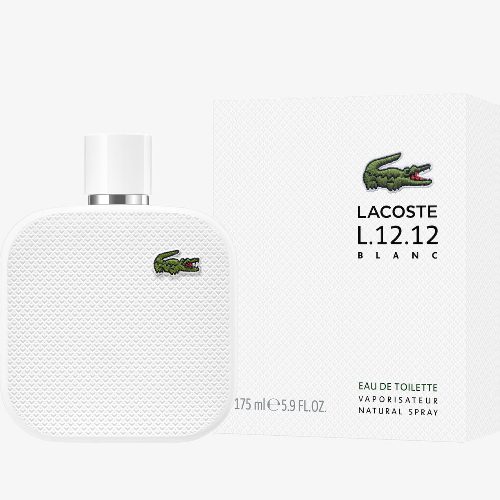 LACOSTE
L.12.12
BLANC
EAU DE TOILETTE
175 ml ℮ 5.9 FL.OZ.
VAPORISATEUR
NATURAL SPRAY